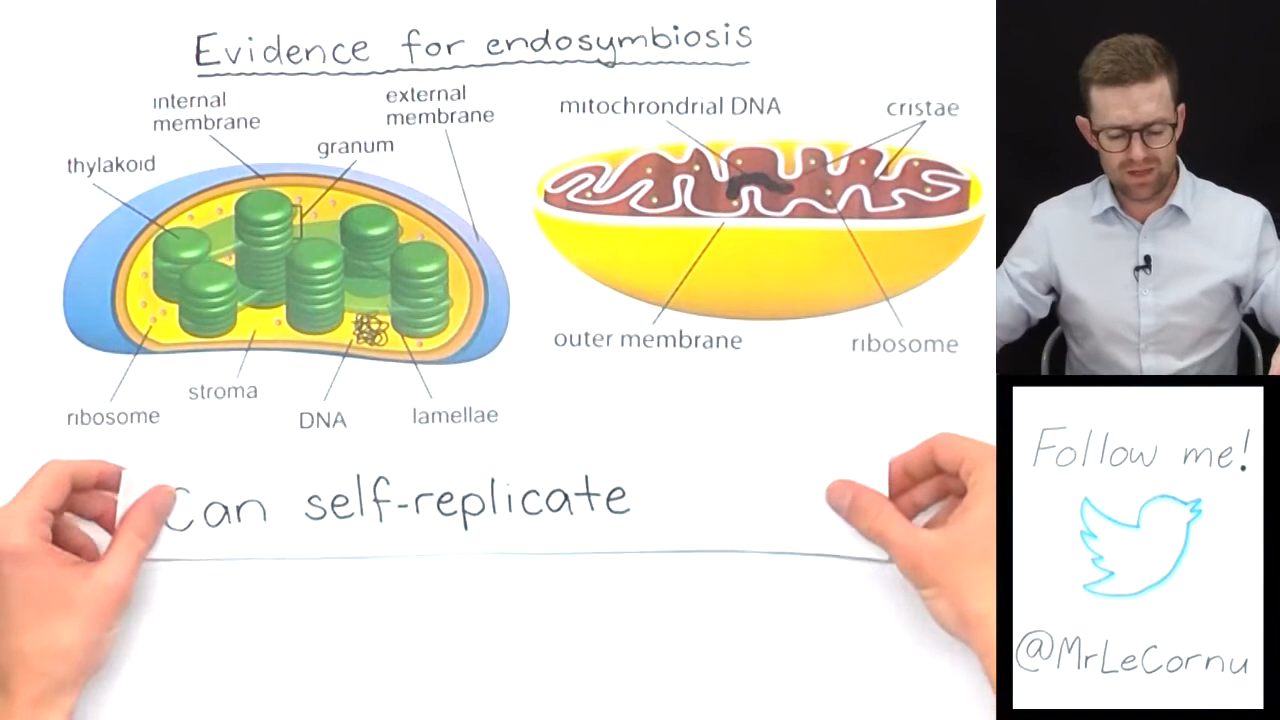 Evidence for endosymbiosis
internal
membrane
external
membrane
granum
thylakoid
ribosome
stroma
DNA
lamellae
mitochrondrial DNA
cristae
outer membrane
ribosome
Can self-replicate
Follow me!
@MrLeCornu